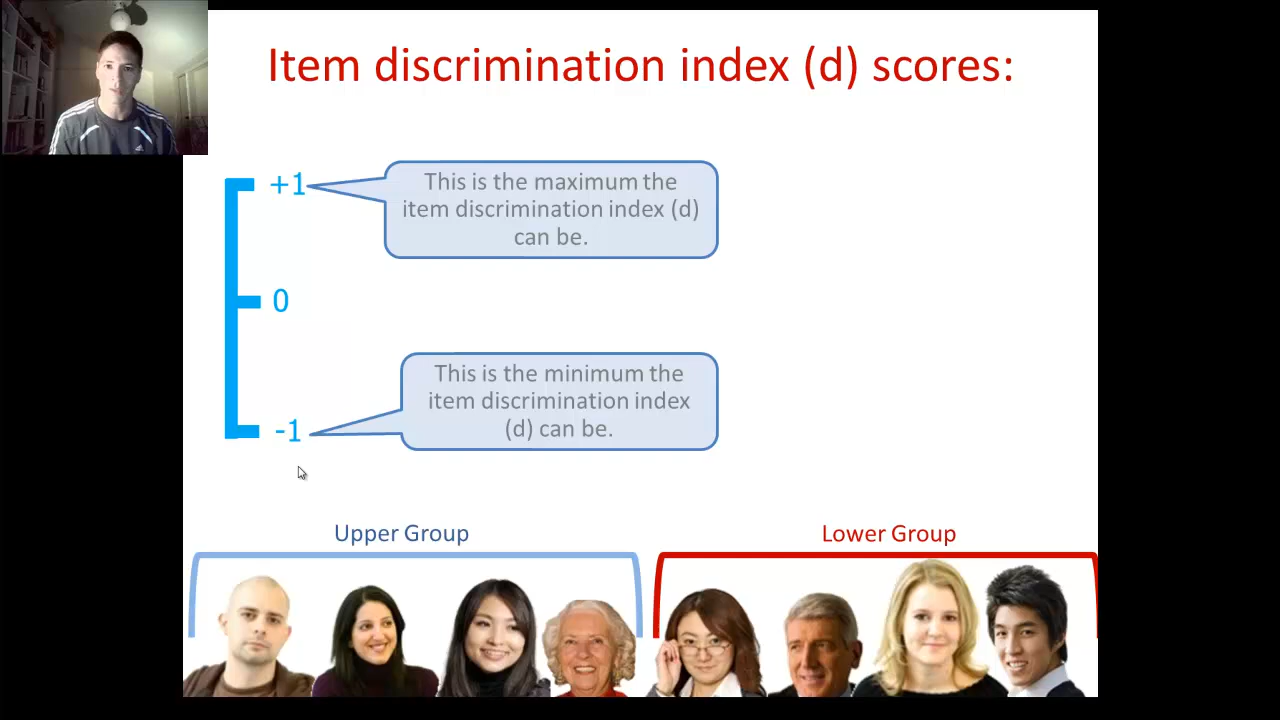 Item discrimination index (d) scores:
+1
This is the maximum the
item discrimination index (d)
can be.
0
This is the minimum the
item discrimination index
(d) can be.
-1
Upper Group
Lower Group